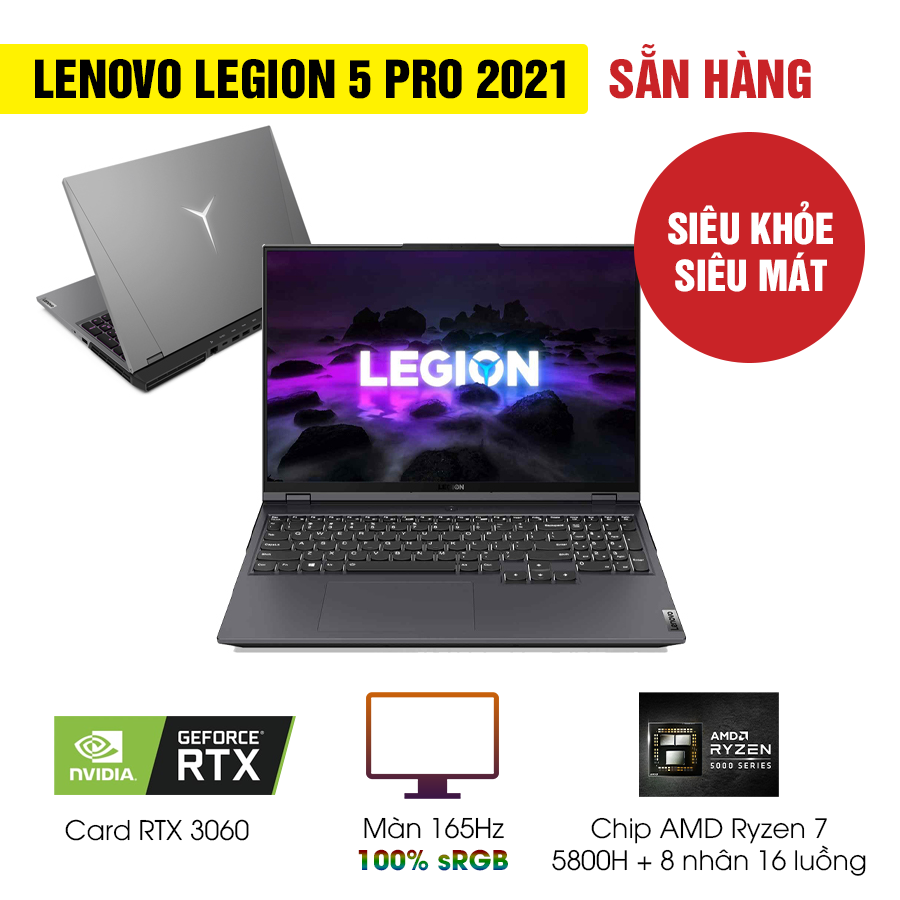 LENOVO LEGION 5 PRO 2021 SẴN HÀNG
SIÊU KHỎE
SIÊU MÁT
LEGION
LEGION
Lenovo
NVIDIA.
GEFORCE®
RTX
AMD
RYZEN
5000 SERIES
Card RTX 3060
Màn 165Hz
100% sRGB
Chip AMD Ryzen 7
5800H + 8 nhân 16 luồng